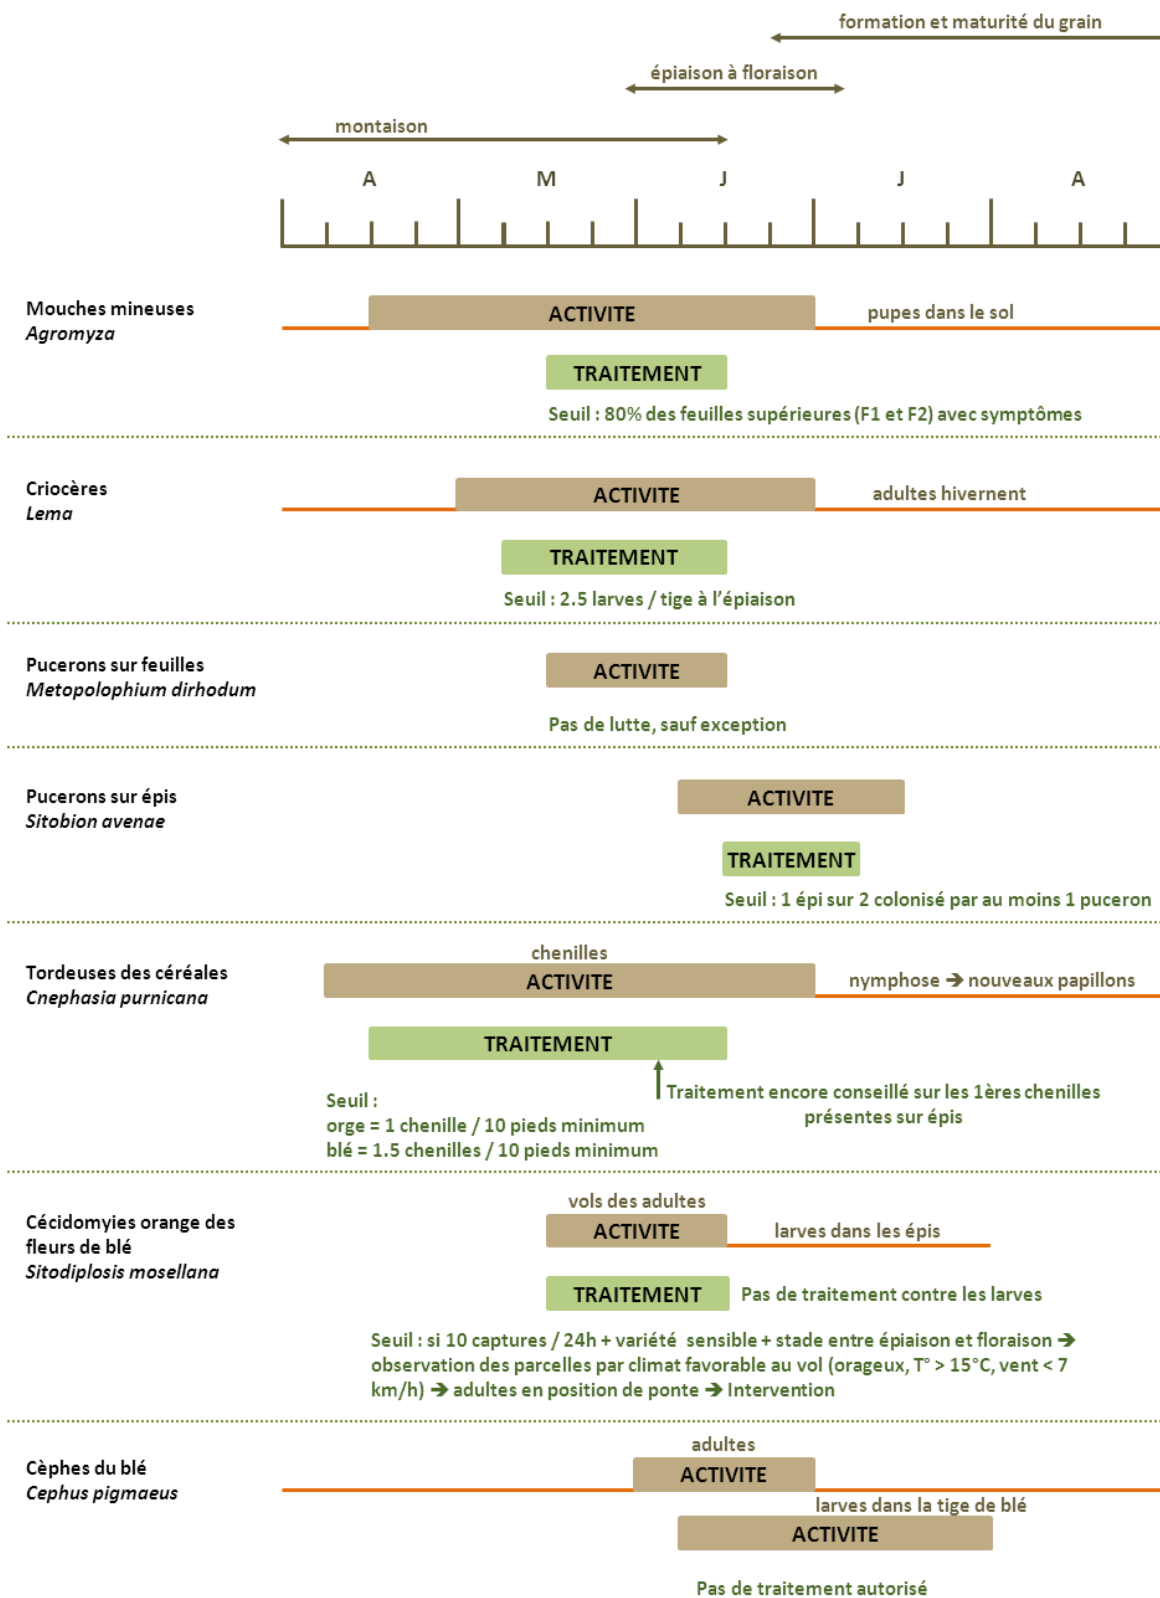 formation et maturité du grain
épiaison à floraison
montaison
A M J J A
Mouches mineuses
Agromyza
ACTIVITE
pupes dans le sol
TRAITEMENT
Seuil : 80% des feuilles supérieures (F1 et F2) avec symptômes
Criocères
Lema
ACTIVITE
adultes hivernent
TRAITEMENT
Seuil : 2.5 larves / tige à l'épiaison
Pucerons sur feuilles
Metopolophium dirhodum
ACTIVITE
Pas de lutte, sauf exception
Pucerons sur épis
Sitobion avenae
ACTIVITE
TRAITEMENT
Seuil : 1 épi sur 2 colonisé par au moins 1 puceron
Tordeuses des céréales
Cnephasia purnicana
chenilles
ACTIVITE
nymphose ➔ nouveaux papillons
TRAITEMENT
Traitement encore conseillé sur les 1ères chenilles
présentes sur épis
Seuil :
orge = 1 chenille / 10 pieds minimum
blé = 1.5 chenilles / 10 pieds minimum
Cécidomyies orange des
fleurs de blé
Sitodiplosis mosellana
vols des adultes
ACTIVITE
larves dans les épis
TRAITEMENT
Pas de traitement contre les larves
Seuil : si 10 captures / 24h + variété sensible + stade entre épiaison et floraison ➔
observation des parcelles par climat favorable au vol (orageux, T° > 15°C, vent < 7
km/h) ➔ adultes en position de ponte ➔ Intervention
Cèphes du blé
Cephus pigmaeus
adultes
ACTIVITE
larves dans la tige de blé
ACTIVITE
Pas de traitement autorisé